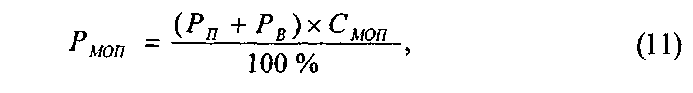 P_МОП = (P_П + P_В) × C_МОП / 100 %, (11)